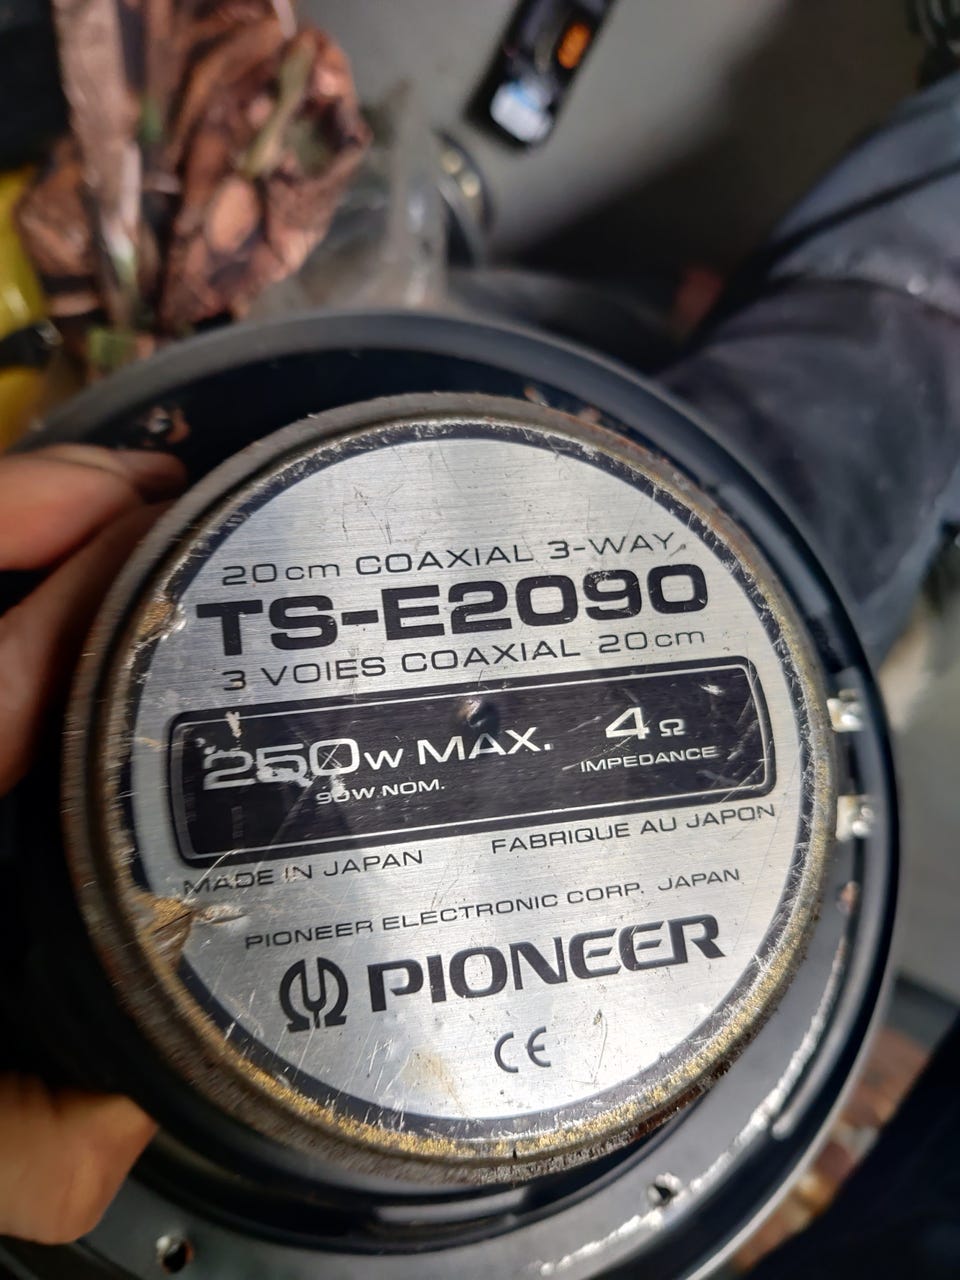 20cm COAXIAL 3-WAY
TS-E2090
3 VOIES COAXIAL 20cm
250W MAX.
90W NOM.
4Ω
IMPEDANCE
MADE IN JAPAN
FABRIQUE AU JAPON
PIONEER ELECTRONIC CORP. JAPAN
PIONEER
CE